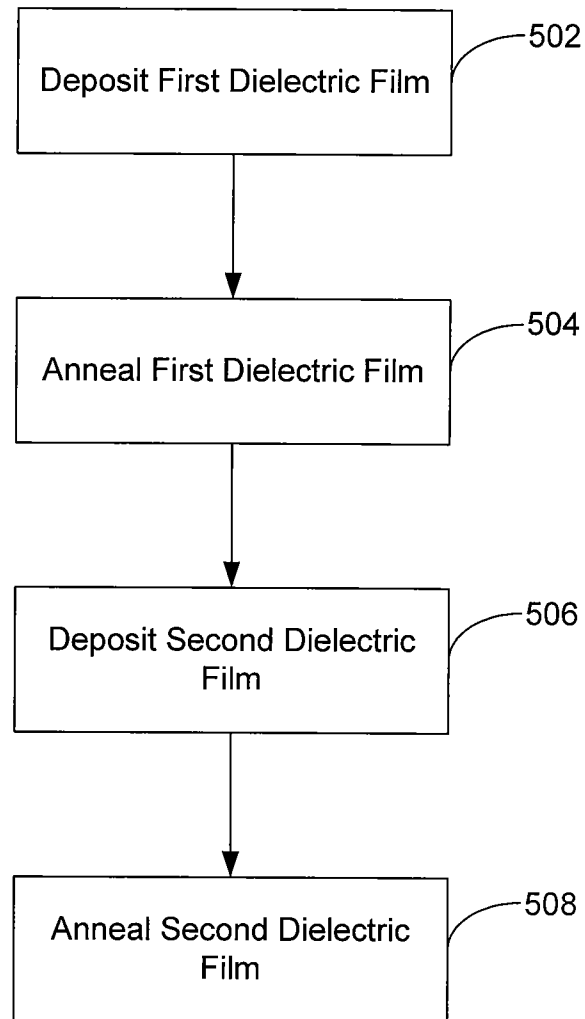 502
Deposit First Dielectric Film
504
Anneal First Dielectric Film
506
Deposit Second Dielectric
Film
508
Anneal Second Dielectric
Film